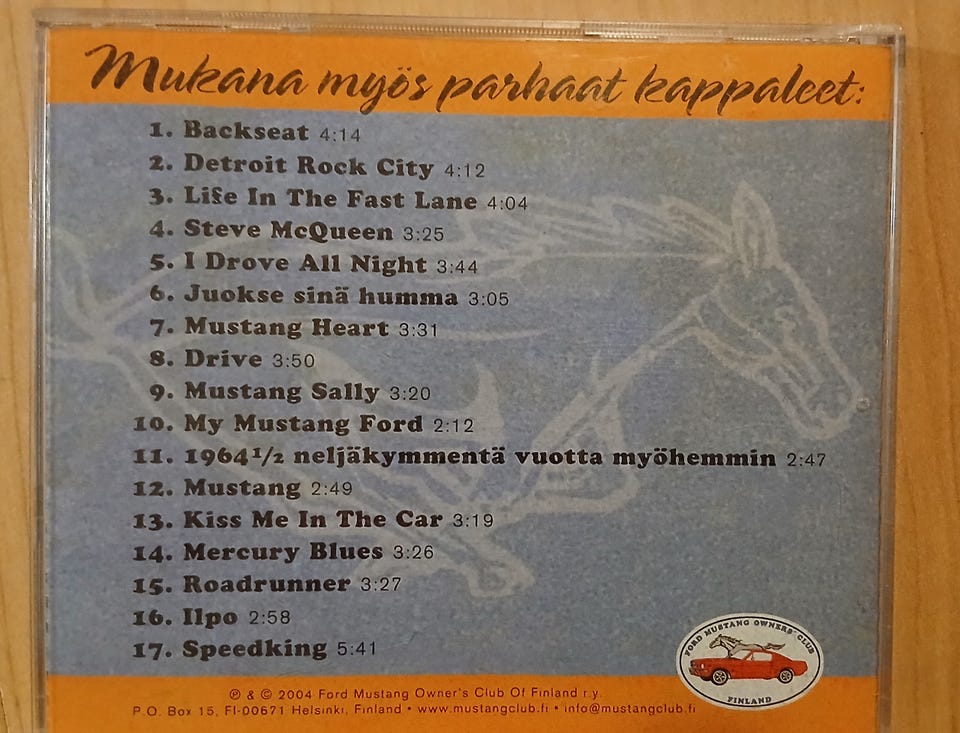 Mukana myös parhaat kappaleet:
1. Backseat 4:14
2. Detroit Rock City 4:12
3. Life In The Fast Lane 4:04
4. Steve McQueen 3:25
5. I Drove All Night 3:44
6. Juokse sinä humma 3:05
7. Mustang Heart 3:31
8. Drive 3:50
9. Mustang Sally 3:20
10. My Mustang Ford 2:12
11. 1964½ neljäkymmentä vuotta myöhemmin 2:47
12. Mustang 2:49
13. Kiss Me In The Car 3:19
14. Mercury Blues 3:26
15. Roadrunner 3:27
16. Ilpo 2:58
17. Speedking 5:41
FORD MUSTANG OWNERS' CLUB
FINLAND
℗ & © 2004 Ford Mustang Owner's Club Of Finland r.y.
P.O. Box 15, FI-00671 Helsinki, Finland • www.mustangclub.fi • info@mustangclub.fi